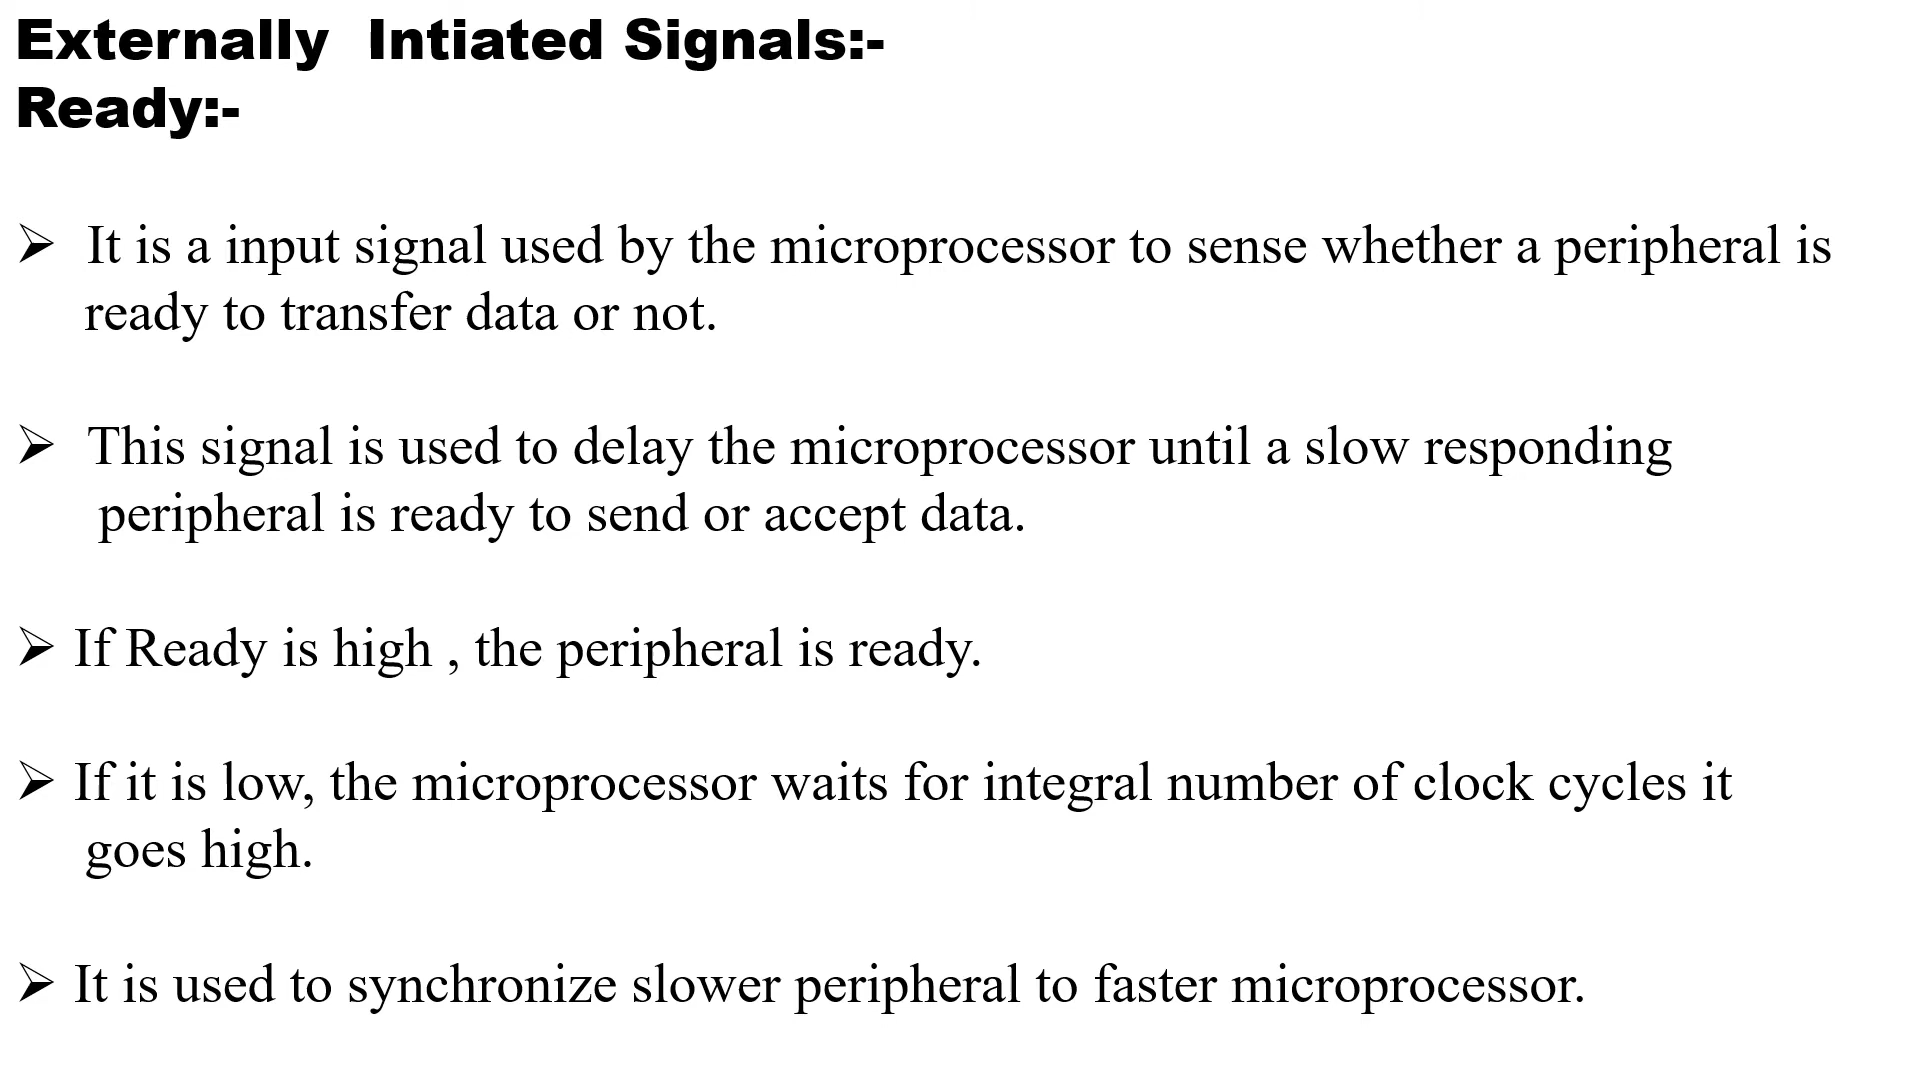 Externally Intiated Signals:-
Ready:-
➢ It is a input signal used by the microprocessor to sense whether a peripheral is
ready to transfer data or not.
➢ This signal is used to delay the microprocessor until a slow responding
peripheral is ready to send or accept data.
➢ If Ready is high , the peripheral is ready.
➢ If it is low, the microprocessor waits for integral number of clock cycles it
goes high.
➢ It is used to synchronize slower peripheral to faster microprocessor.